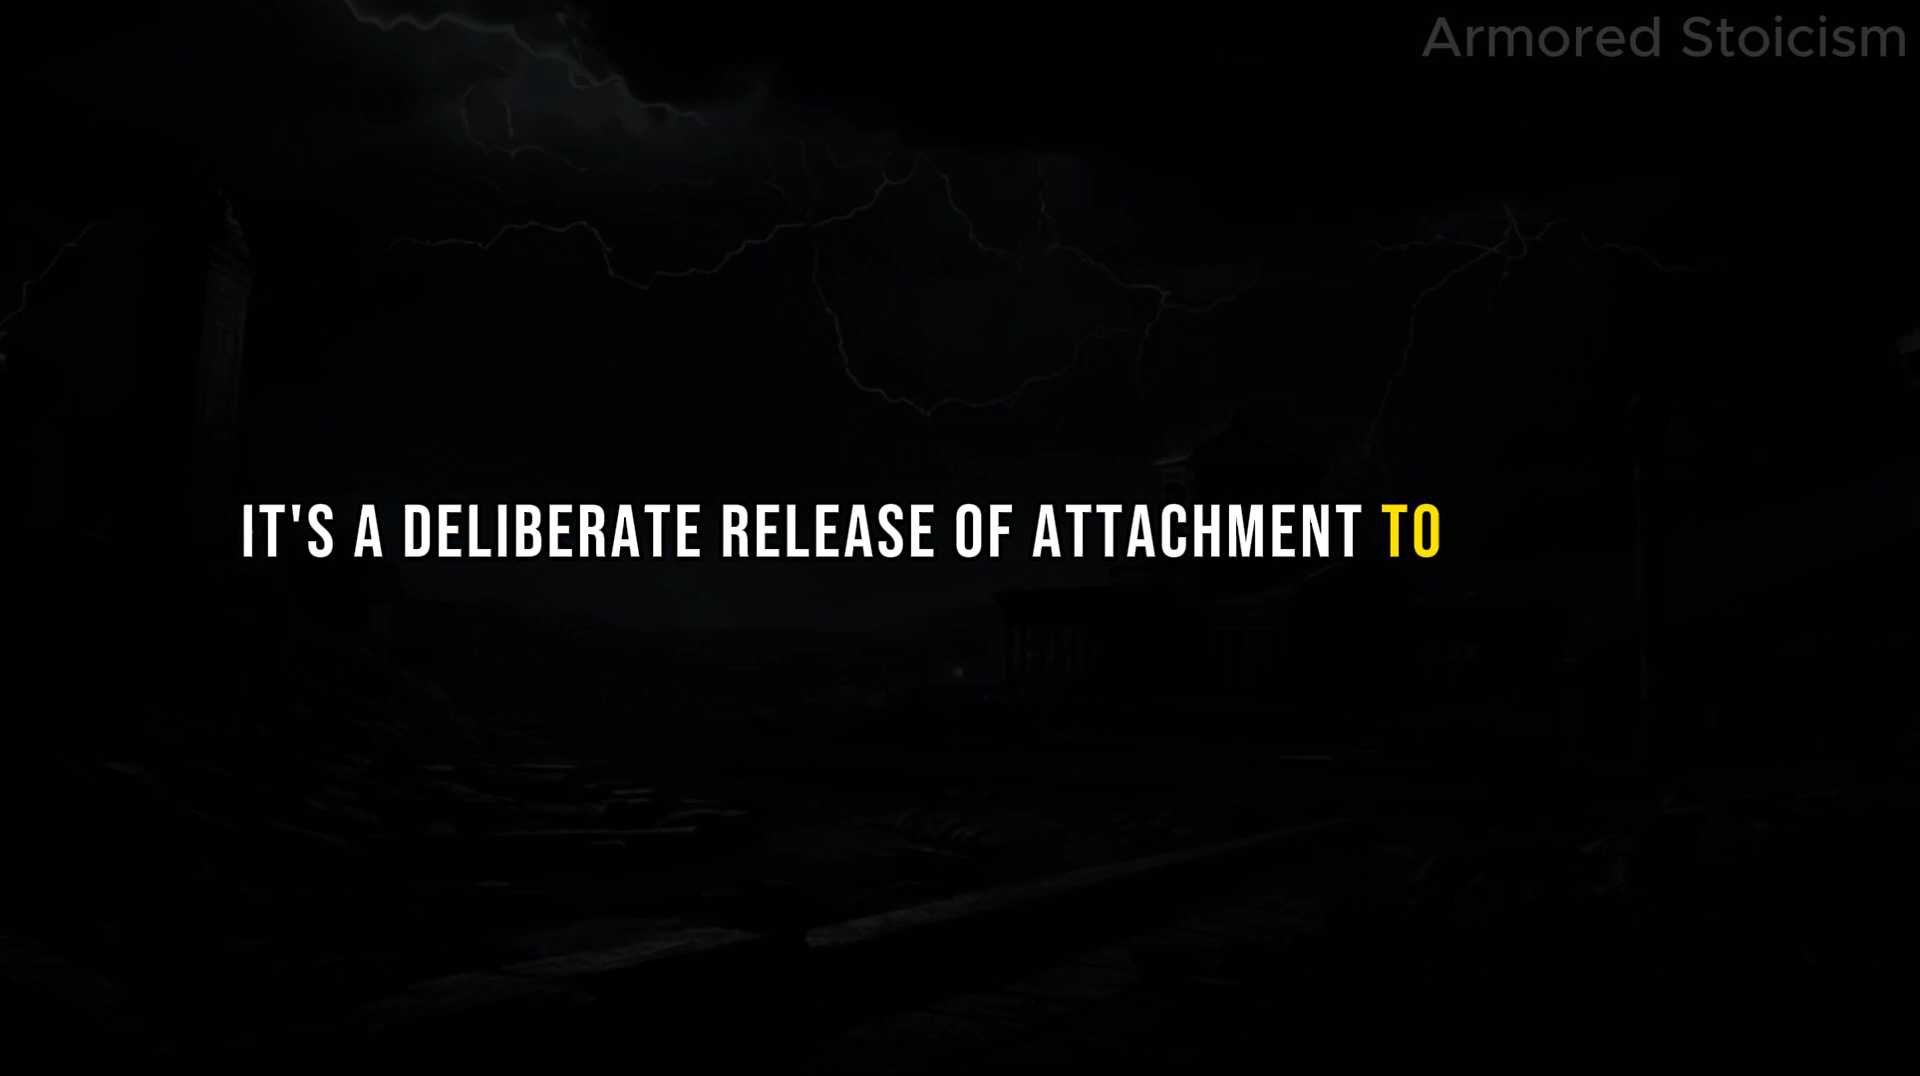 Armored Stoicism
IT'S A DELIBERATE RELEASE OF ATTACHMENT TO